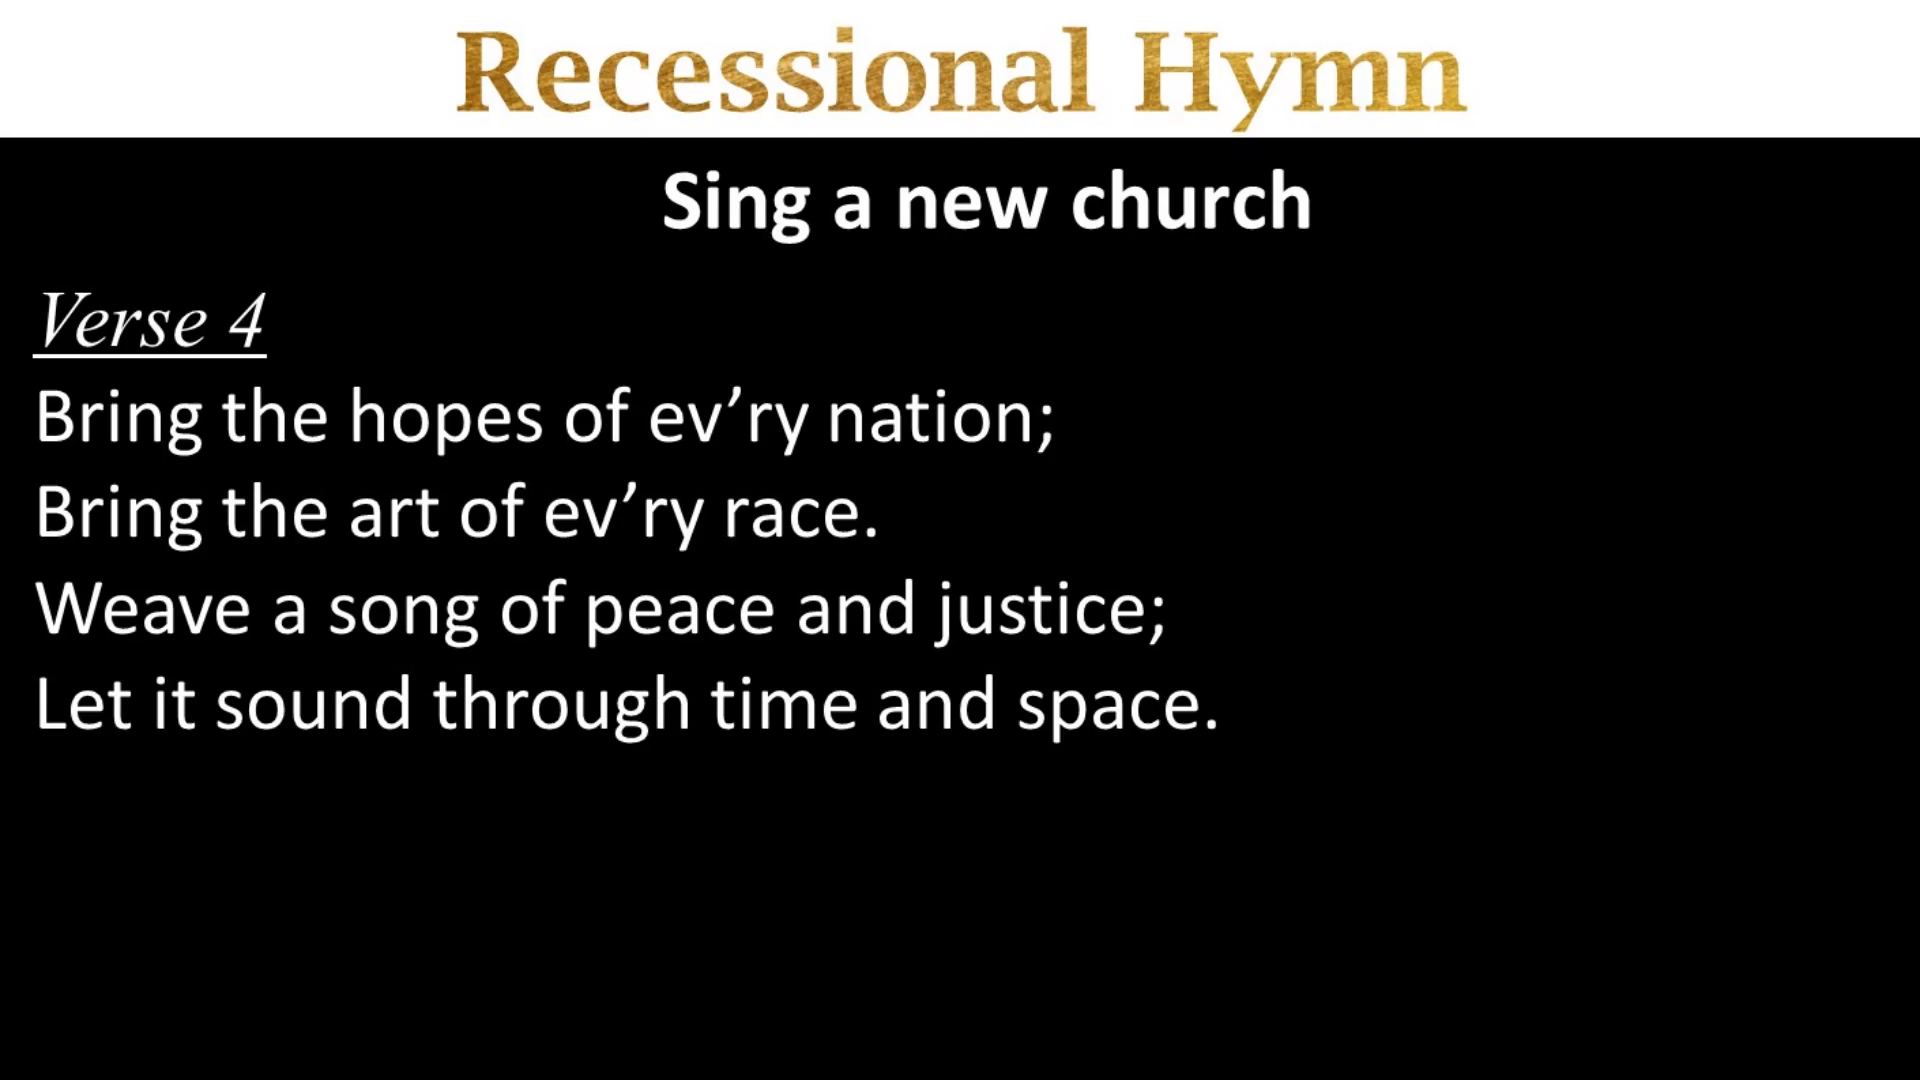 Recessional Hymn
Sing a new church
Verse 4
Bring the hopes of ev’ry nation;
Bring the art of ev’ry race.
Weave a song of peace and justice;
Let it sound through time and space.